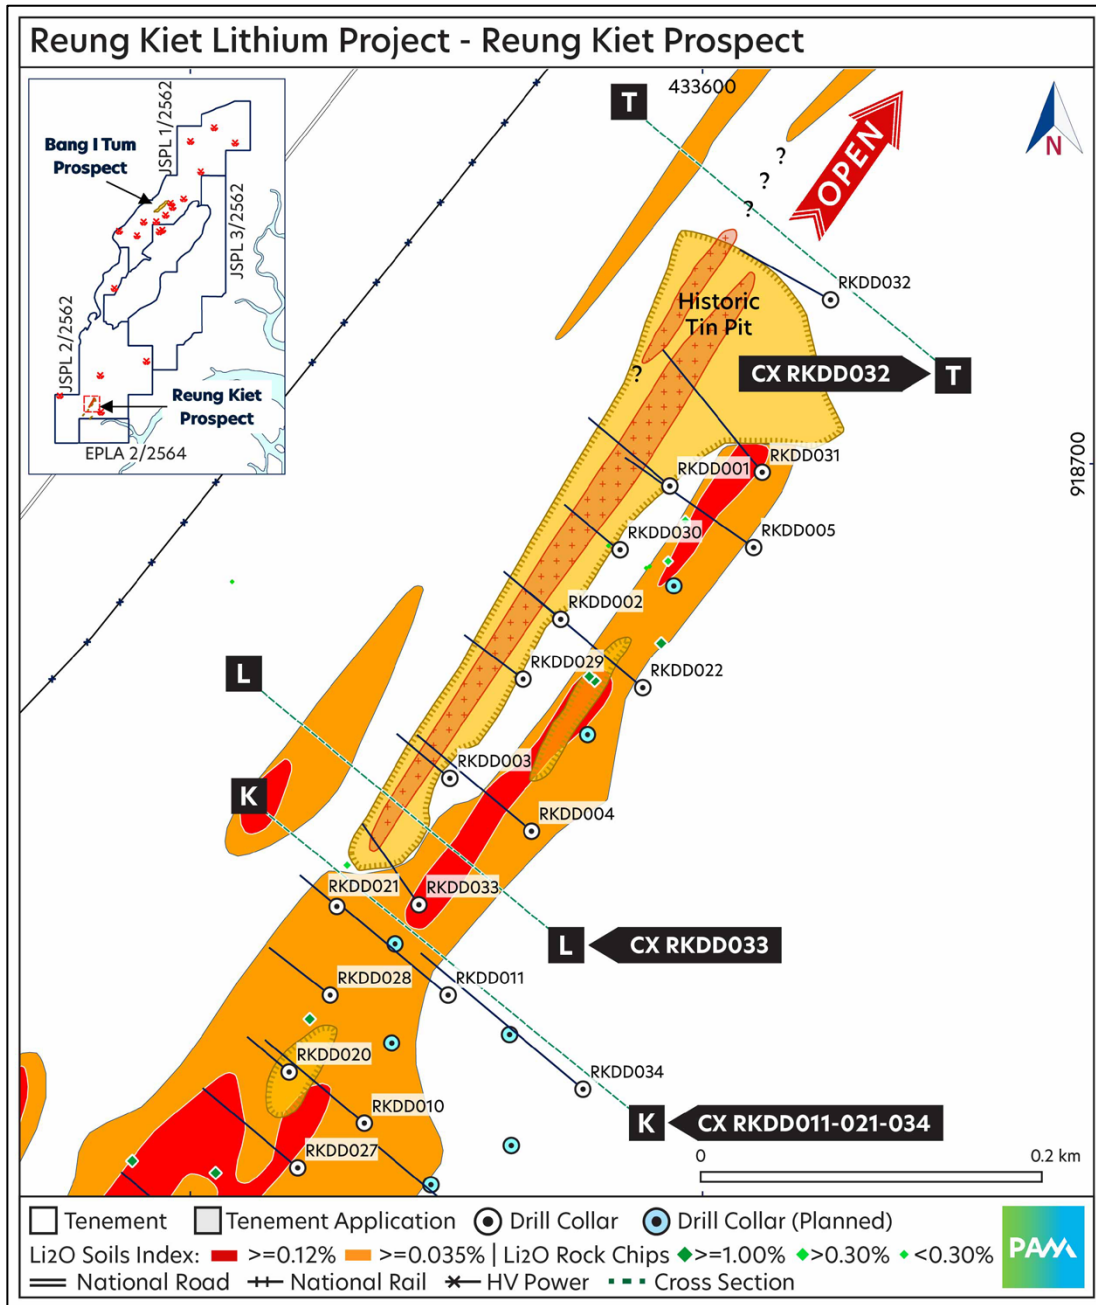 Reung Kiet Lithium Project - Reung Kiet Prospect
433600
918700
N
OPEN
Bang I Tum
Prospect
JSPL 1/2562
JSPL 3/2562
JSPL 2/2562
Reung Kiet
Prospect
EPLA 2/2564
T
?
?
?
RKDD032
Historic
Tin Pit
?
CX RKDD032
T
RKDD031
RKDD001
RKDD005
RKDD030
RKDD002
RKDD029
RKDD022
L
RKDD003
K
RKDD004
RKDD021
RKDD033
L
CX RKDD033
RKDD028
RKDD011
RKDD020
RKDD034
RKDD010
K
CX RKDD011-021-034
RKDD027
0
0.2 km
Tenement
Tenement Application
Drill Collar
Drill Collar (Planned)
Li2O Soils Index: >=0.12% >=0.035% | Li2O Rock Chips >=1.00% >0.30% <0.30%
National Road
National Rail
HV Power
Cross Section
PAM